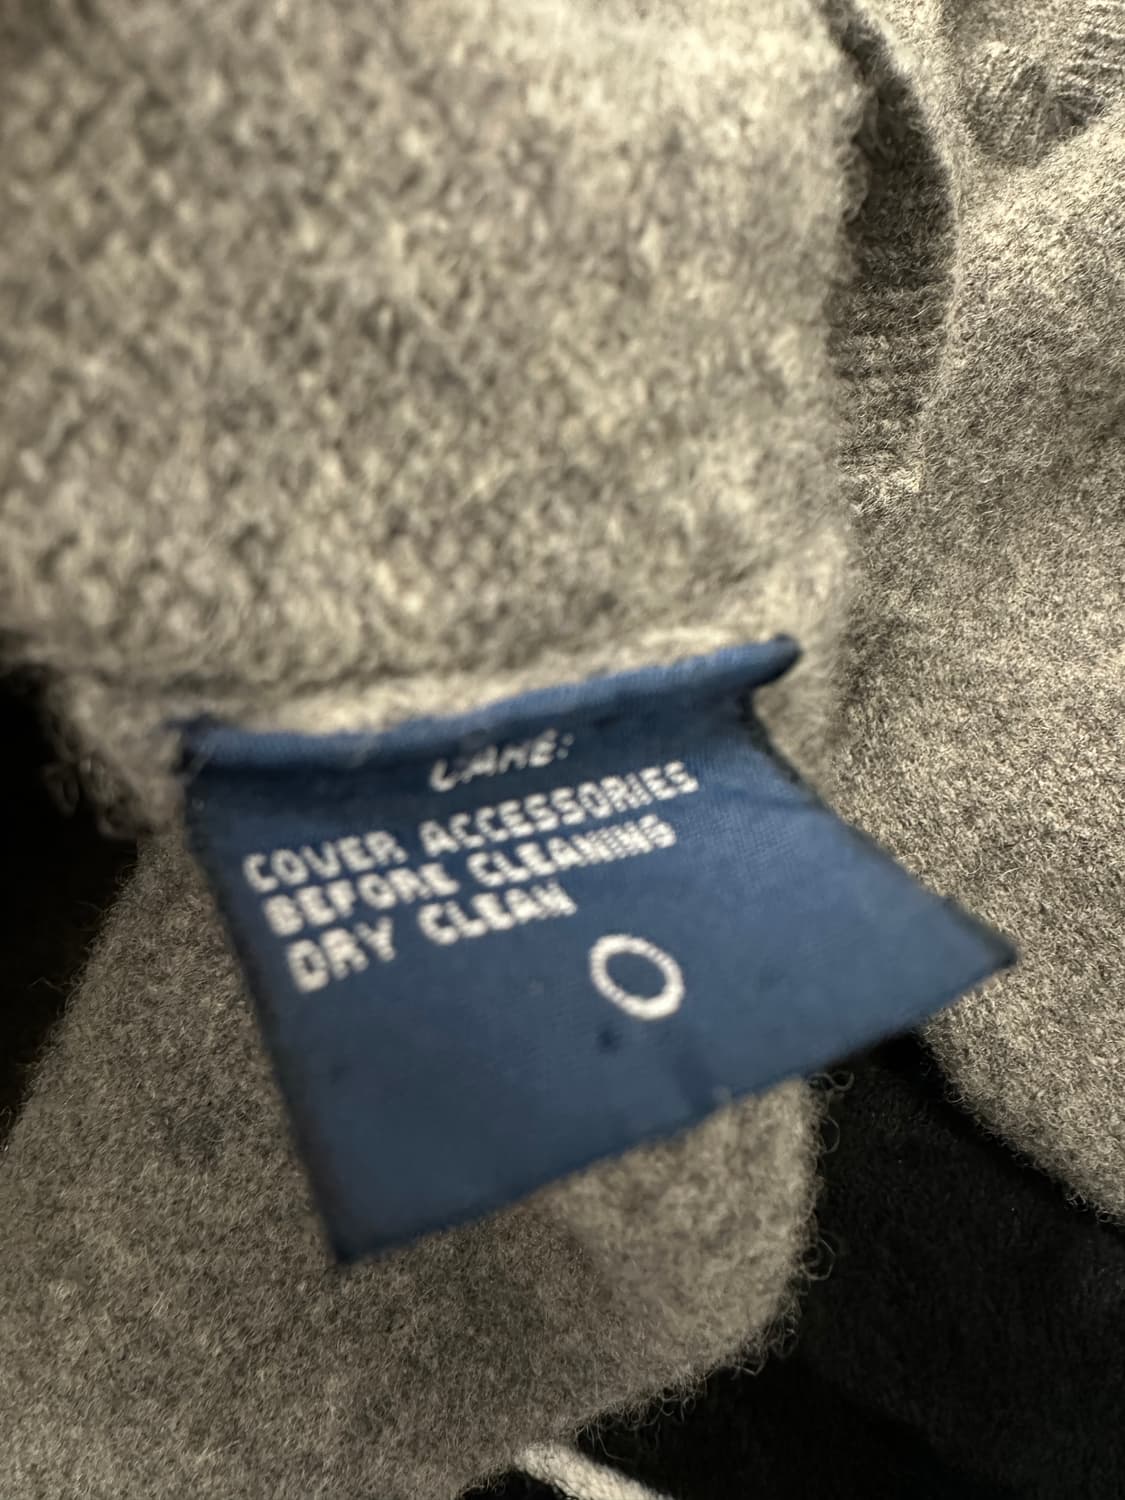 CARE:
COVER ACCESSORIES
BEFORE CLEANING
DRY CLEAN